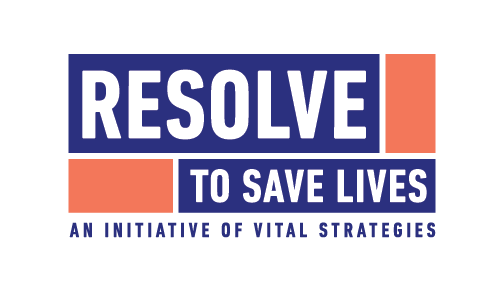 RESOLVE
TO SAVE LIVES
AN INITIATIVE OF VITAL STRATEGIES